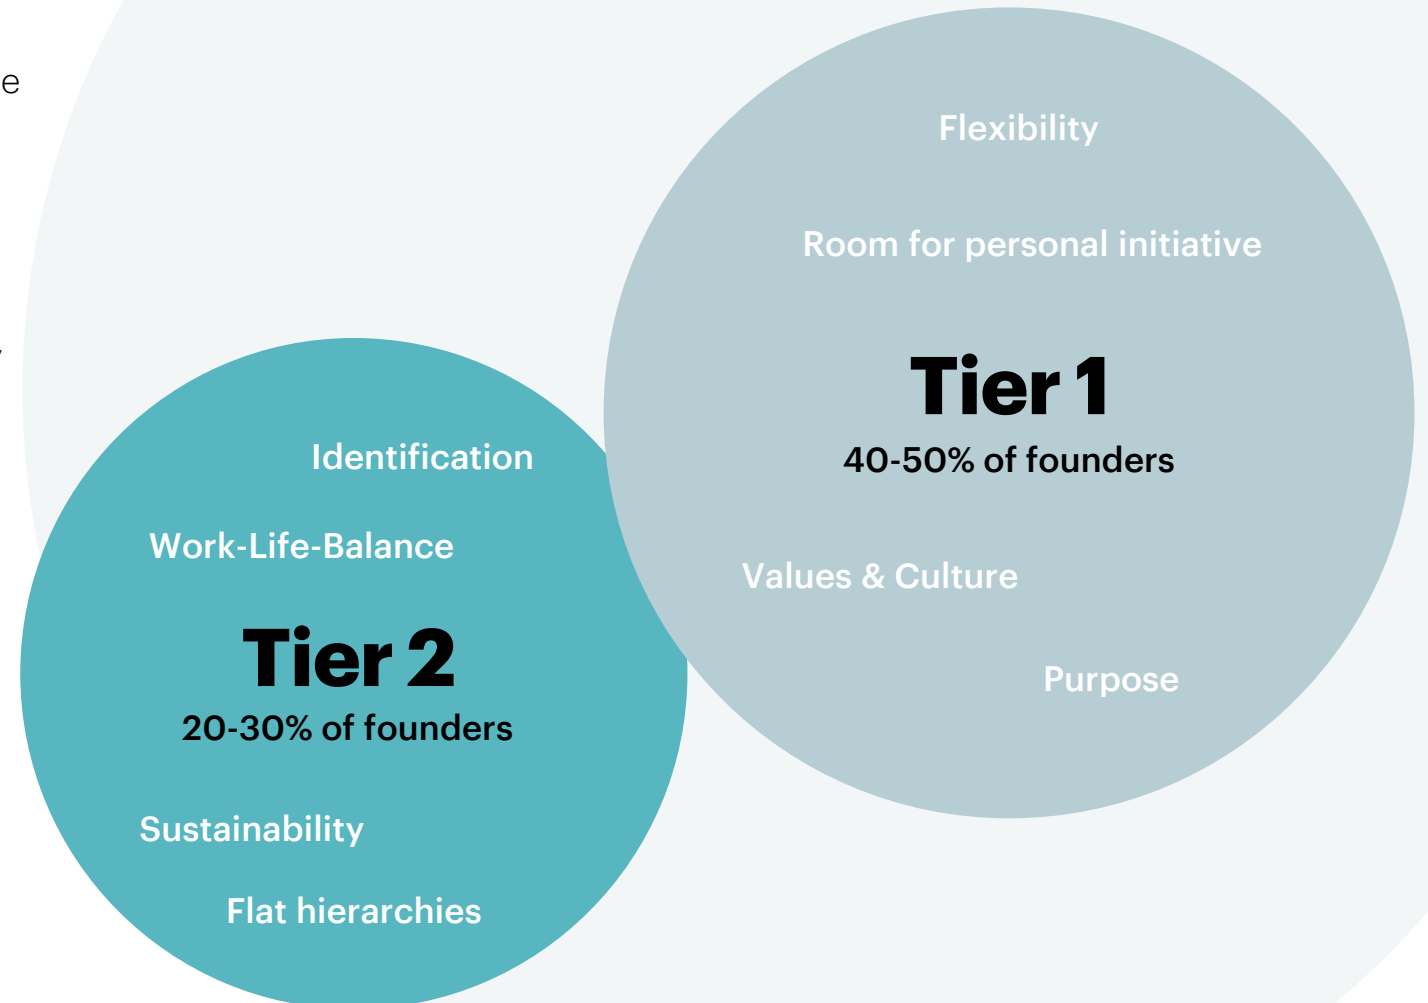 e
Flexibility
Room for personal initiative
Tier 1
40-50% of founders
Values & Culture
Purpose
Identification
Work-Life-Balance
Tier 2
20-30% of founders
Sustainability
Flat hierarchies